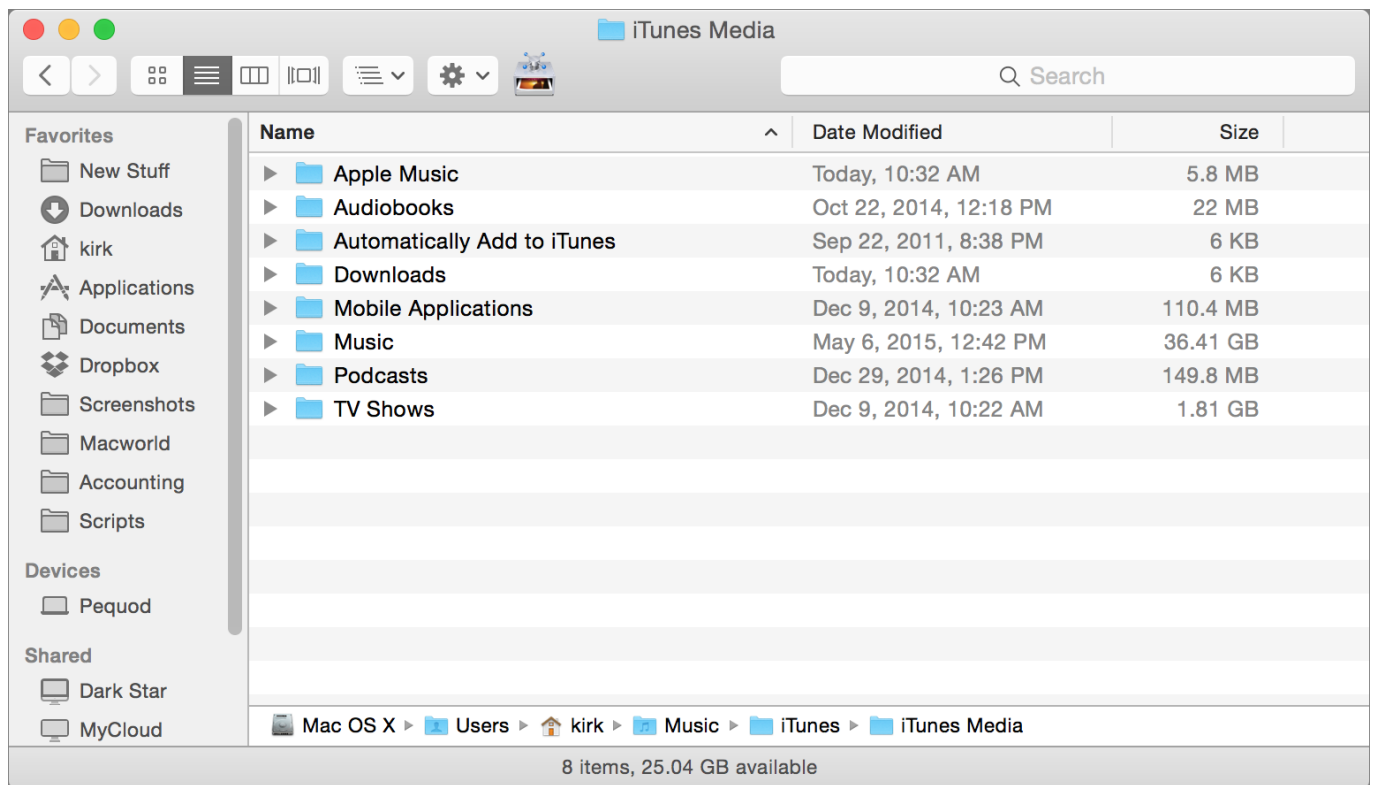 iTunes Media
Search
Favorites
New Stuff
Downloads
kirk
Applications
Documents
Dropbox
Screenshots
Macworld
Accounting
Scripts
Devices
Pequod
Shared
Dark Star
MyCloud
Name Date Modified Size
Apple Music Today, 10:32 AM 5.8 MB
Audiobooks Oct 22, 2014, 12:18 PM 22 MB
Automatically Add to iTunes Sep 22, 2011, 8:38 PM 6 KB
Downloads Today, 10:32 AM 6 KB
Mobile Applications Dec 9, 2014, 10:23 AM 110.4 MB
Music May 6, 2015, 12:42 PM 36.41 GB
Podcasts Dec 29, 2014, 1:26 PM 149.8 MB
TV Shows Dec 9, 2014, 10:22 AM 1.81 GB
Mac OS X Users kirk Music iTunes iTunes Media
8 items, 25.04 GB available